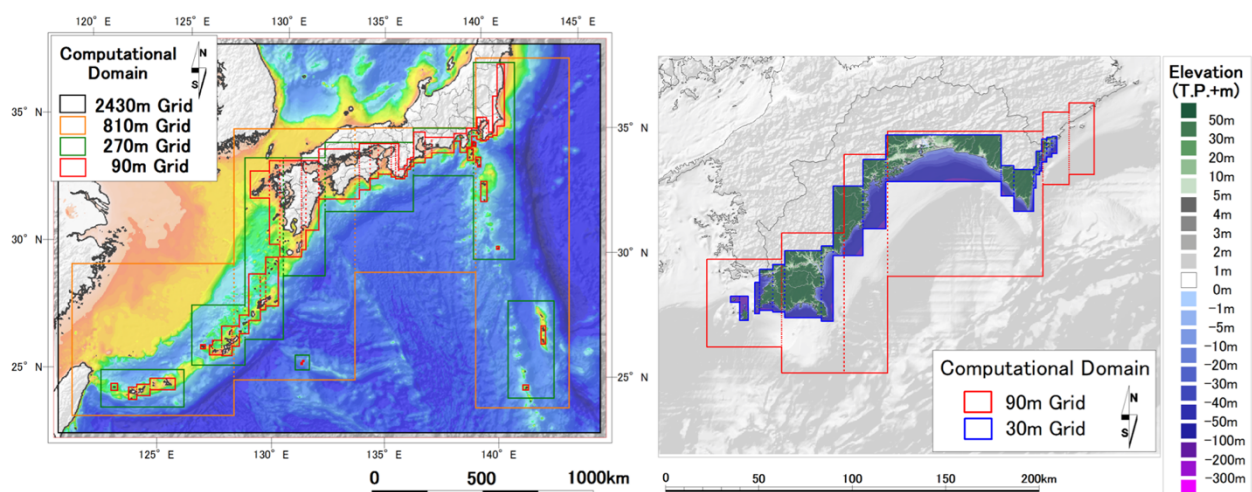 120° E 130° E 135° E 140° E 145° E
Computational
Domain
N
S
2430m Grid
810m Grid
270m Grid
90m Grid
35° N
30° N
25° N
125° E 130° E 135° E 140° E
0 500 1000km
35° N
30° N
25° N
Computational Domain
90m Grid
30m Grid
N
S
0 50 100 150 200km
Elevation
(T.P.+m)
50m
30m
20m
10m
5m
4m
3m
2m
1m
0m
-1m
-5m
-10m
-20m
-30m
-40m
-50m
-100m
-200m
-300m